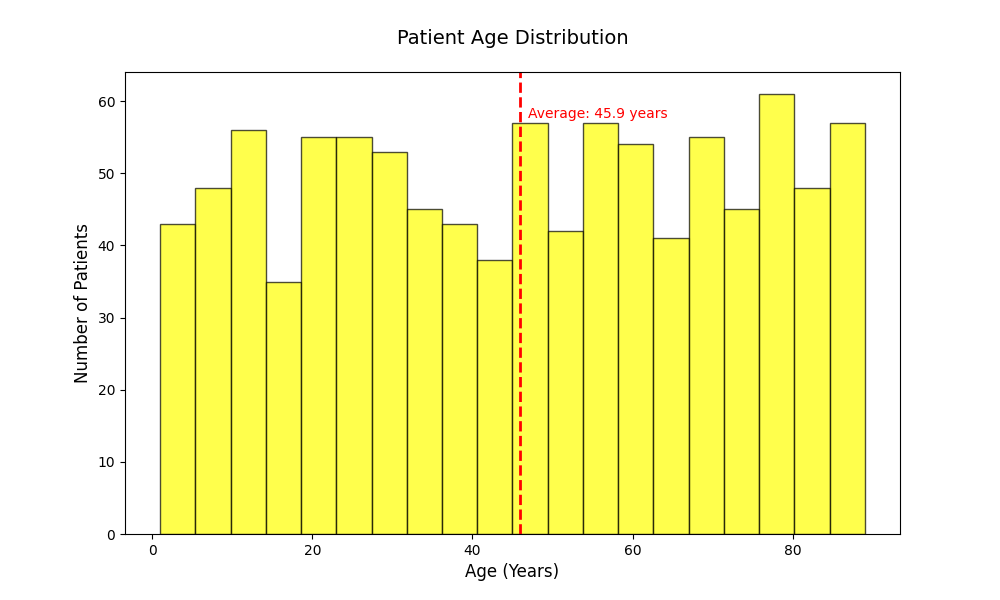 Patient Age Distribution
Average: 45.9 years
Number of Patients
60
50
40
30
20
10
0
0 20 40 60 80
Age (Years)